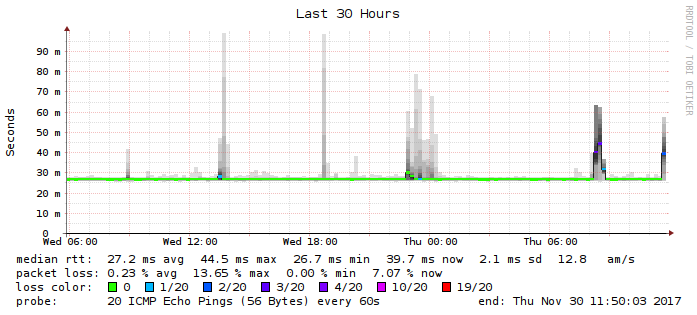 Last 30 Hours
RRDTOOL / TOBI OETIKER
Seconds
90 m
80 m
70 m
60 m
50 m
40 m
30 m
20 m
10 m
0
Wed 06:00 Wed 12:00 Wed 18:00 Thu 00:00 Thu 06:00
median rtt: 27.2 ms avg 44.5 ms max 26.7 ms min 39.7 ms now 2.1 ms sd 12.8 am/s
packet loss: 0.23 % avg 13.65 % max 0.00 % min 7.07 % now
loss color: 0 1/20 2/20 3/20 4/20 10/20 19/20
probe: 20 ICMP Echo Pings (56 Bytes) every 60s end: Thu Nov 30 11:50:03 2017